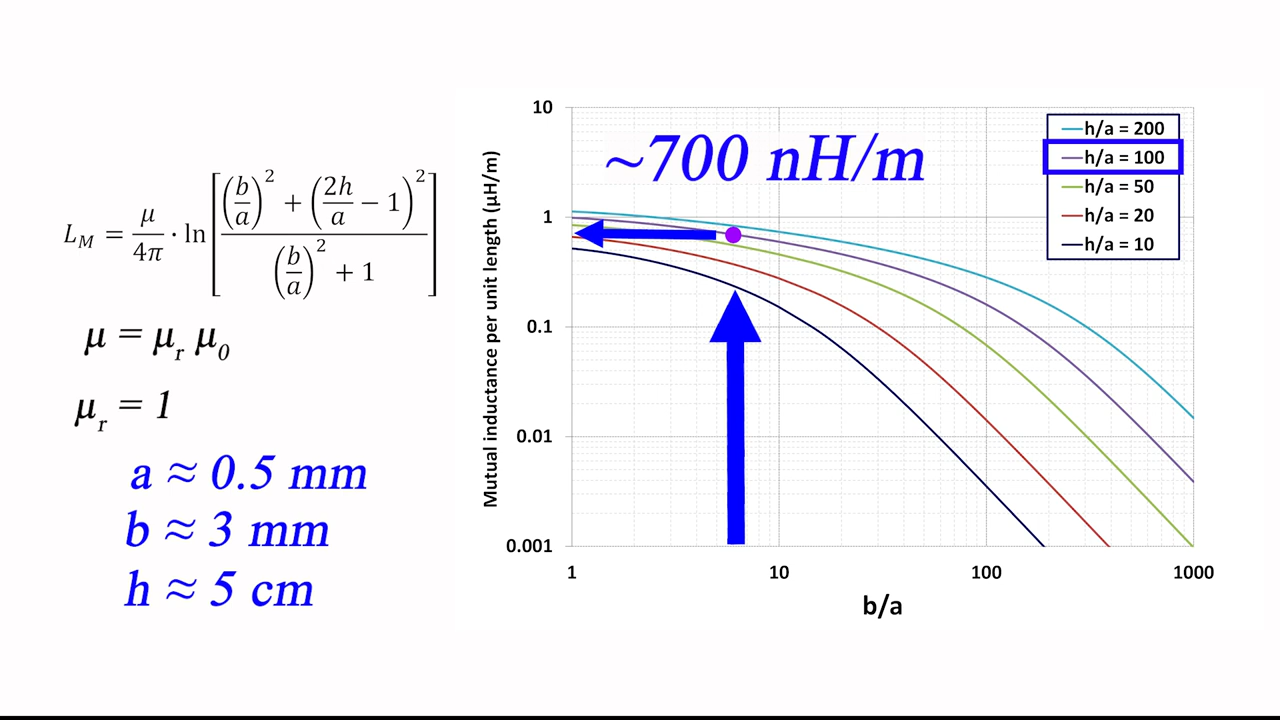 L_M = μ/4π · ln[((b/a)² + (2h/a − 1)²)/((b/a)² + 1)]
μ = μ_r μ_0
μ_r = 1
a ≈ 0.5 mm
b ≈ 3 mm
h ≈ 5 cm
~700 nH/m
Mutual inductance per unit length (μH/m)
10
1
0.1
0.01
0.001
1
10
100
1000
b/a
h/a = 200
h/a = 100
h/a = 50
h/a = 20
h/a = 10